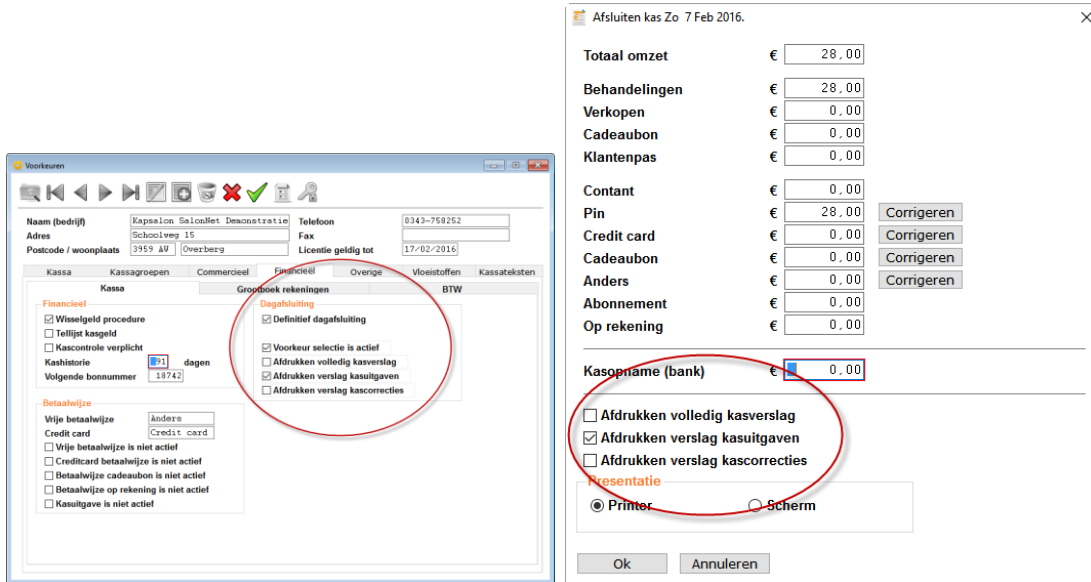 Voorkeuren
Naam (bedrijf) Kapsalon SalonNet Demonstratie Telefoon 0343-758252
Adres Schoolweg 15 Fax
Postcode / woonplaats 3959 AW Overberg Licentie geldig tot 17/02/2016
Kassa Kassagroepen Commercieel Financieël Overige Vloeistoffen Kassateksten
Kassa Grootboek rekeningen BTW
Financieël
Wisselgeld procedure
Tellijst kasgeld
Kascontrole verplicht
Kashistorie 91 dagen
Volgende bonnummer 18742
Dagafsluiting
Definitief dagafsluiting
Voorkeur selectie is actief
Afdrukken volledig kasverslag
Afdrukken verslag kasuitgaven
Afdrukken verslag kascorrecties
Betaalwijze
Vrije betaalwijze Anders
Credit card Credit card
Vrije betaalwijze is niet actief
Creditcard betaalwijze is niet actief
Betaalwijze cadeaubon is niet actief
Betaalwijze op rekening is niet actief
Kasuitgave is niet actief
Afsluiten kas Zo 7 Feb 2016.
Totaal omzet € 28,00
Behandelingen € 28,00
Verkopen € 0,00
Cadeaubon € 0,00
Klantenpas € 0,00
Contant € 0,00
Pin € 28,00 Corrigeren
Credit card € 0,00 Corrigeren
Cadeaubon € 0,00 Corrigeren
Anders € 0,00 Corrigeren
Abonnement € 0,00
Op rekening € 0,00
Kasopname (bank) € 0,00
Afdrukken volledig kasverslag
Afdrukken verslag kasuitgaven
Afdrukken verslag kascorrecties
Presentatie
Printer Scherm
Ok Annuleren